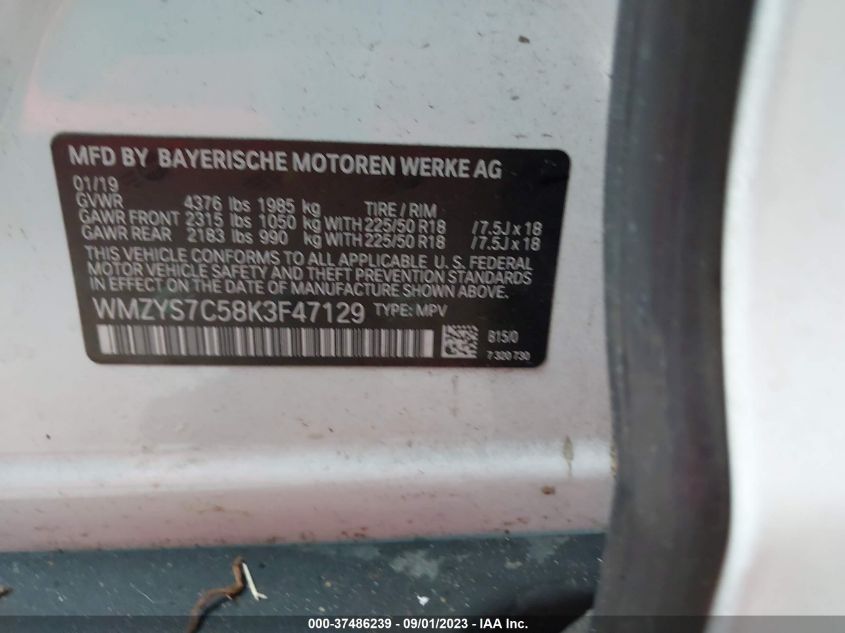 MFD BY BAYERISCHE MOTOREN WERKE AG
01/19
GVWR 4376 lbs 1985 kg TIRE / RIM
GAWR FRONT 2315 lbs 1050 kg WITH 225/50 R18 / 7.5J x 18
GAWR REAR 2183 lbs 990 kg WITH 225/50 R18 / 7.5J x 18
THIS VEHICLE CONFORMS TO ALL APPLICABLE U. S. FEDERAL
MOTOR VEHICLE SAFETY AND THEFT PREVENTION STANDARDS
IN EFFECT ON THE DATE OF MANUFACTURE SHOWN ABOVE.
WMZYS7C58K3F47129 TYPE: MPV
B15/0
7 320 730
000-37486239 - 09/01/2023 - IAA Inc.